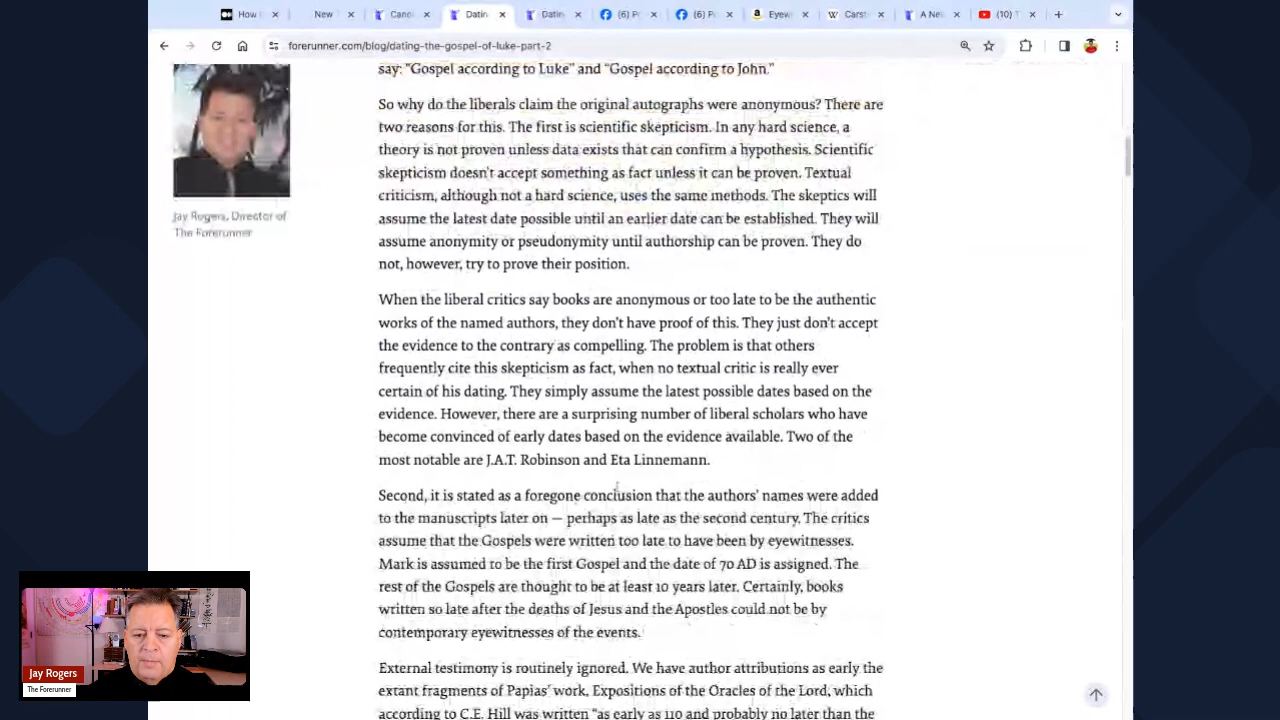 How
New T
Cano
Datin
Datin
(6) P
(6) P
Eyew
Carst
A Ne
(10) T
forerunner.com/blog/dating-the-gospel-of-luke-part-2
say: “Gospel according to Luke” and “Gospel according to John.”
So why do the liberals claim the original autographs were anonymous? There are
two reasons for this. The first is scientific skepticism. In any hard science, a
theory is not proven unless data exists that can confirm a hypothesis. Scientific
skepticism doesn’t accept something as fact unless it can be proven. Textual
criticism, although not a hard science, uses the same methods. The skeptics will
assume the latest date possible until an earlier date can be established. They will
assume anonymity or pseudonymity until authorship can be proven. They do
not, however, try to prove their position.
When the liberal critics say books are anonymous or too late to be the authentic
works of the named authors, they don’t have proof of this. They just don’t accept
the evidence to the contrary as compelling. The problem is that others
frequently cite this skepticism as fact, when no textual critic is really ever
certain of his dating. They simply assume the latest possible dates based on the
evidence. However, there are a surprising number of liberal scholars who have
become convinced of early dates based on the evidence available. Two of the
most notable are J.A.T. Robinson and Eta Linnemann.
Second, it is stated as a foregone conclusion that the authors’ names were added
to the manuscripts later on — perhaps as late as the second century. The critics
assume that the Gospels were written too late to have been by eyewitnesses.
Mark is assumed to be the first Gospel and the date of 70 AD is assigned. The
rest of the Gospels are thought to be at least 10 years later. Certainly, books
written so late after the deaths of Jesus and the Apostles could not be by
contemporary eyewitnesses of the events.
External testimony is routinely ignored. We have author attributions as early the
extant fragments of Papias’ work, Expositions of the Oracles of the Lord, which
according to C.E. Hill was written “as early as 110 and probably no later than the
Jay Rogers, Director of
The Forerunner
Jay Rogers
The Forerunner